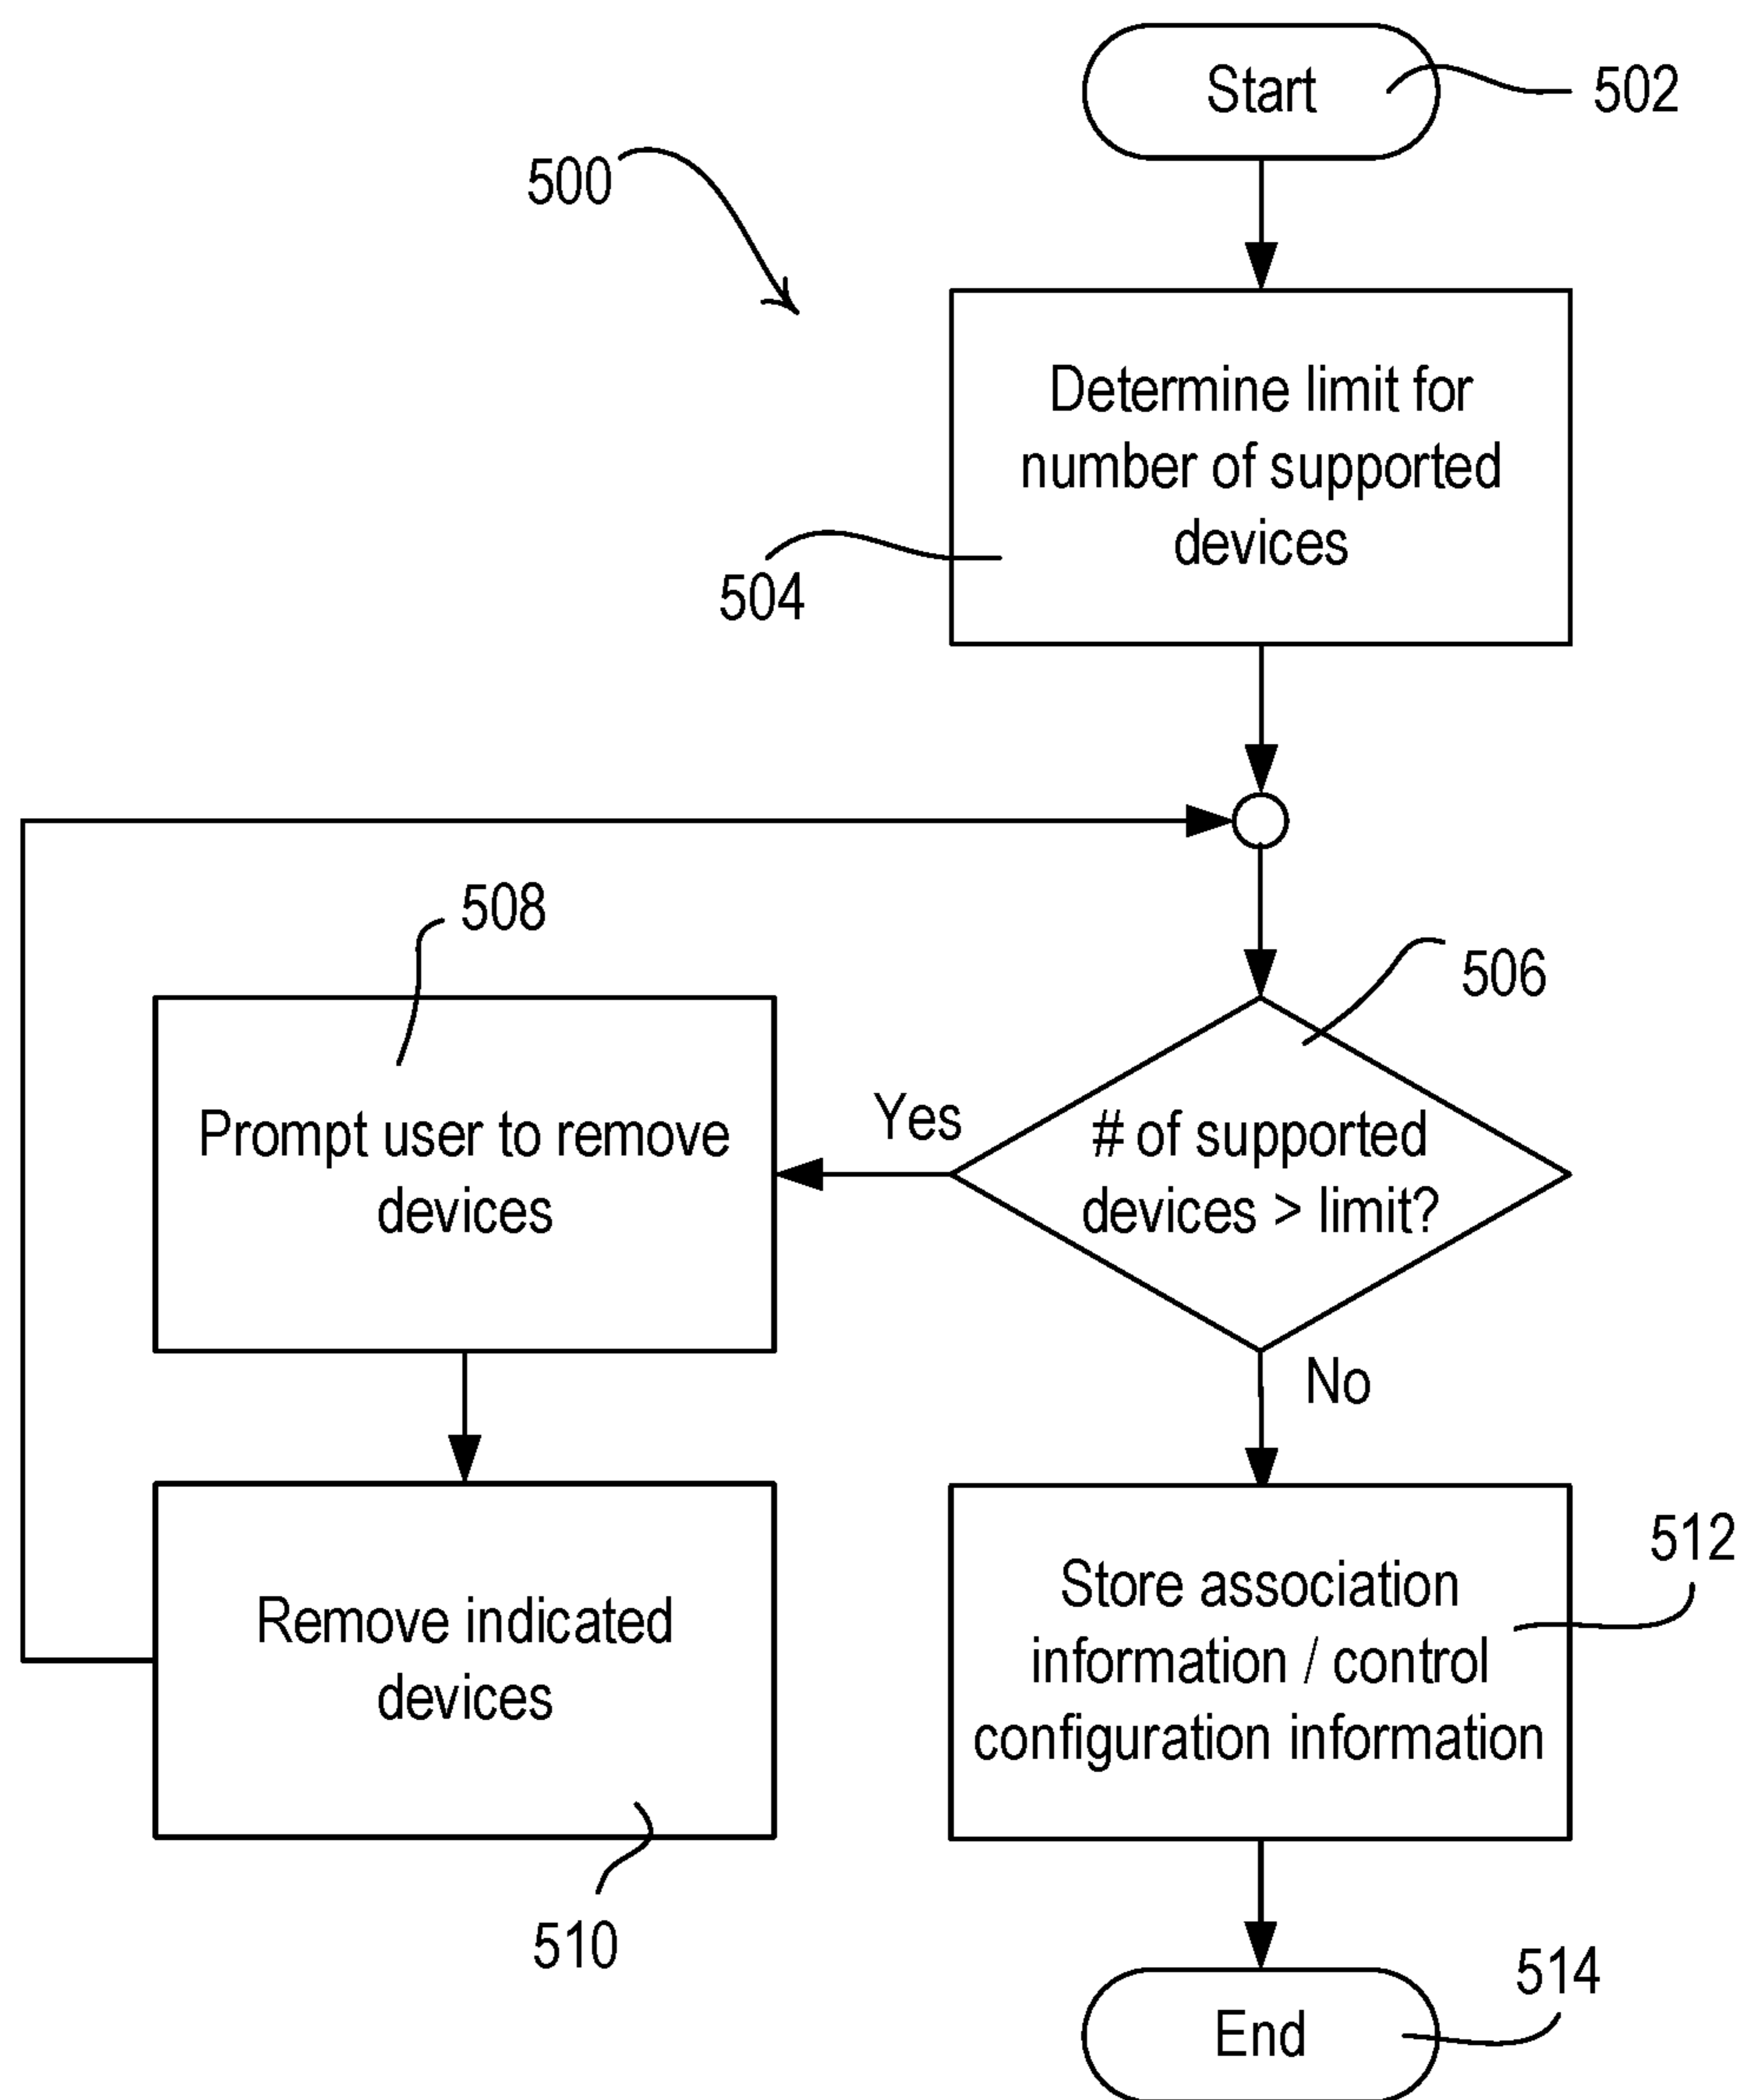 Start
502
500
Determine limit for
number of supported
devices
504
508
506
Prompt user to remove
devices
Yes
# of supported
devices > limit?
No
Remove indicated
devices
510
Store association
information / control
configuration information
512
514
End